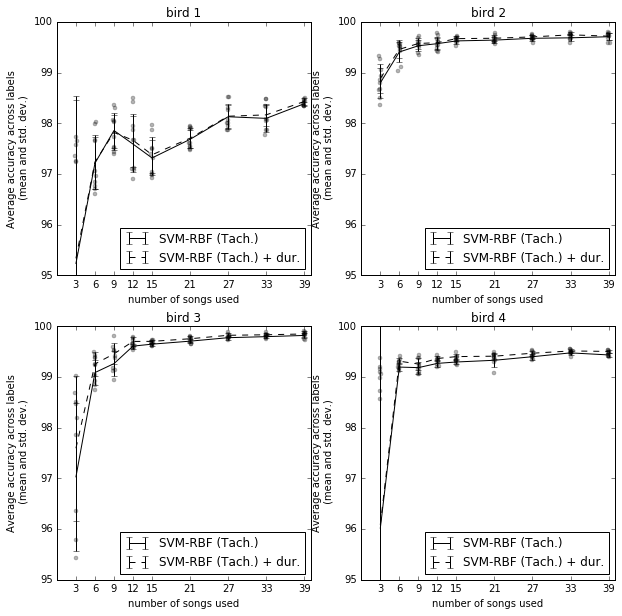 bird 1
100
99
98
97
96
95
Average accuracy across labels
(mean and std. dev.)
SVM-RBF (Tach.)
SVM-RBF (Tach.) + dur.
3 6 9 12 15 21 27 33 39
number of songs used
bird 2
100
99
98
97
96
95
Average accuracy across labels
(mean and std. dev.)
SVM-RBF (Tach.)
SVM-RBF (Tach.) + dur.
3 6 9 12 15 21 27 33 39
number of songs used
bird 3
100
99
98
97
96
95
Average accuracy across labels
(mean and std. dev.)
SVM-RBF (Tach.)
SVM-RBF (Tach.) + dur.
3 6 9 12 15 21 27 33 39
number of songs used
bird 4
100
99
98
97
96
95
Average accuracy across labels
(mean and std. dev.)
SVM-RBF (Tach.)
SVM-RBF (Tach.) + dur.
3 6 9 12 15 21 27 33 39
number of songs used